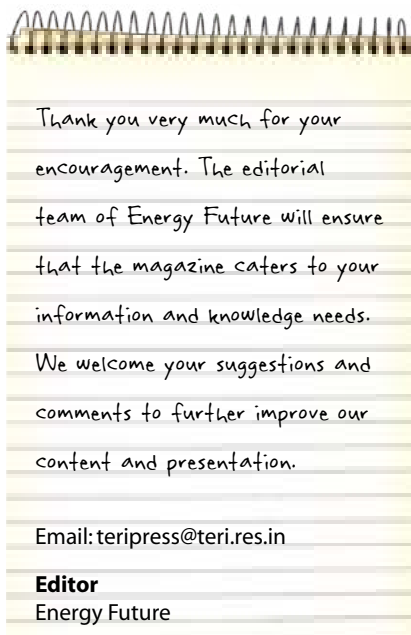 Thank you very much for your
encouragement. The editorial
team of Energy Future will ensure
that the magazine caters to your
information and knowledge needs.
We welcome your suggestions and
comments to further improve our
content and presentation.
Email: teripress@teri.res.in
Editor
Energy Future